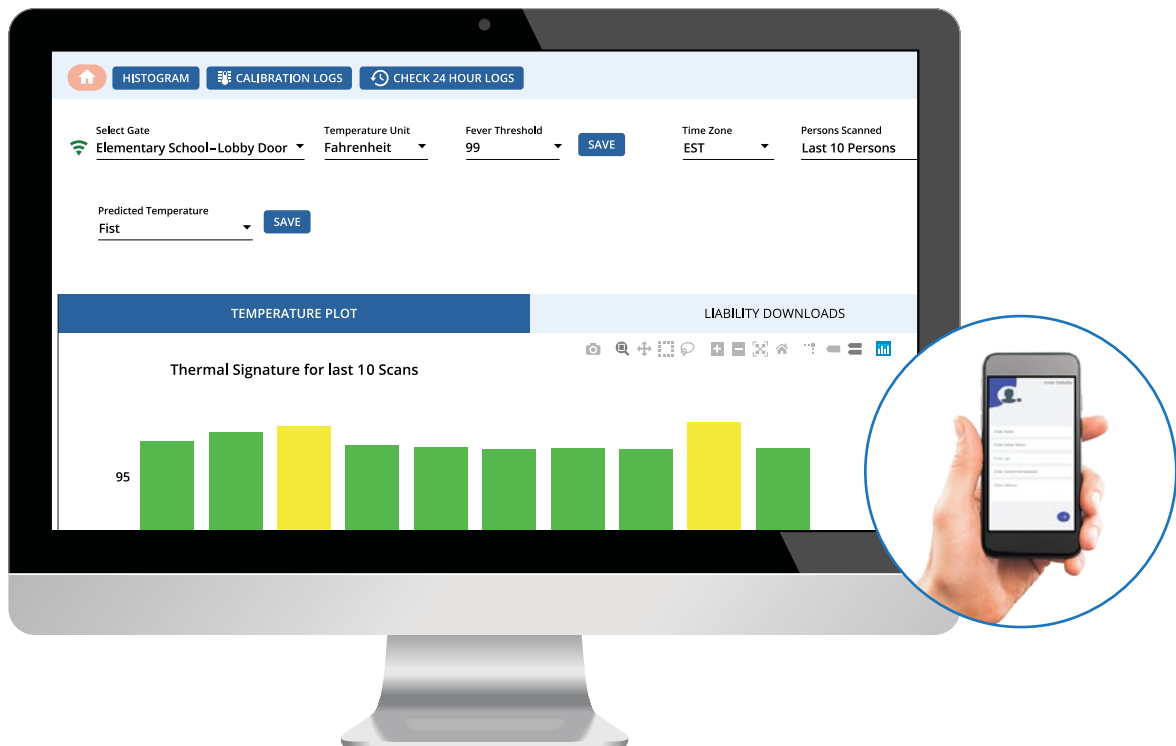 HISTOGRAM
CALIBRATION LOGS
CHECK 24 HOUR LOGS
Select Gate
Elementary School–Lobby Door
Temperature Unit
Fahrenheit
Fever Threshold
99
SAVE
Time Zone
EST
Persons Scanned
Last 10 Persons
Predicted Temperature
Fist
SAVE
TEMPERATURE PLOT
LIABILITY DOWNLOADS
Thermal Signature for last 10 Scans
95